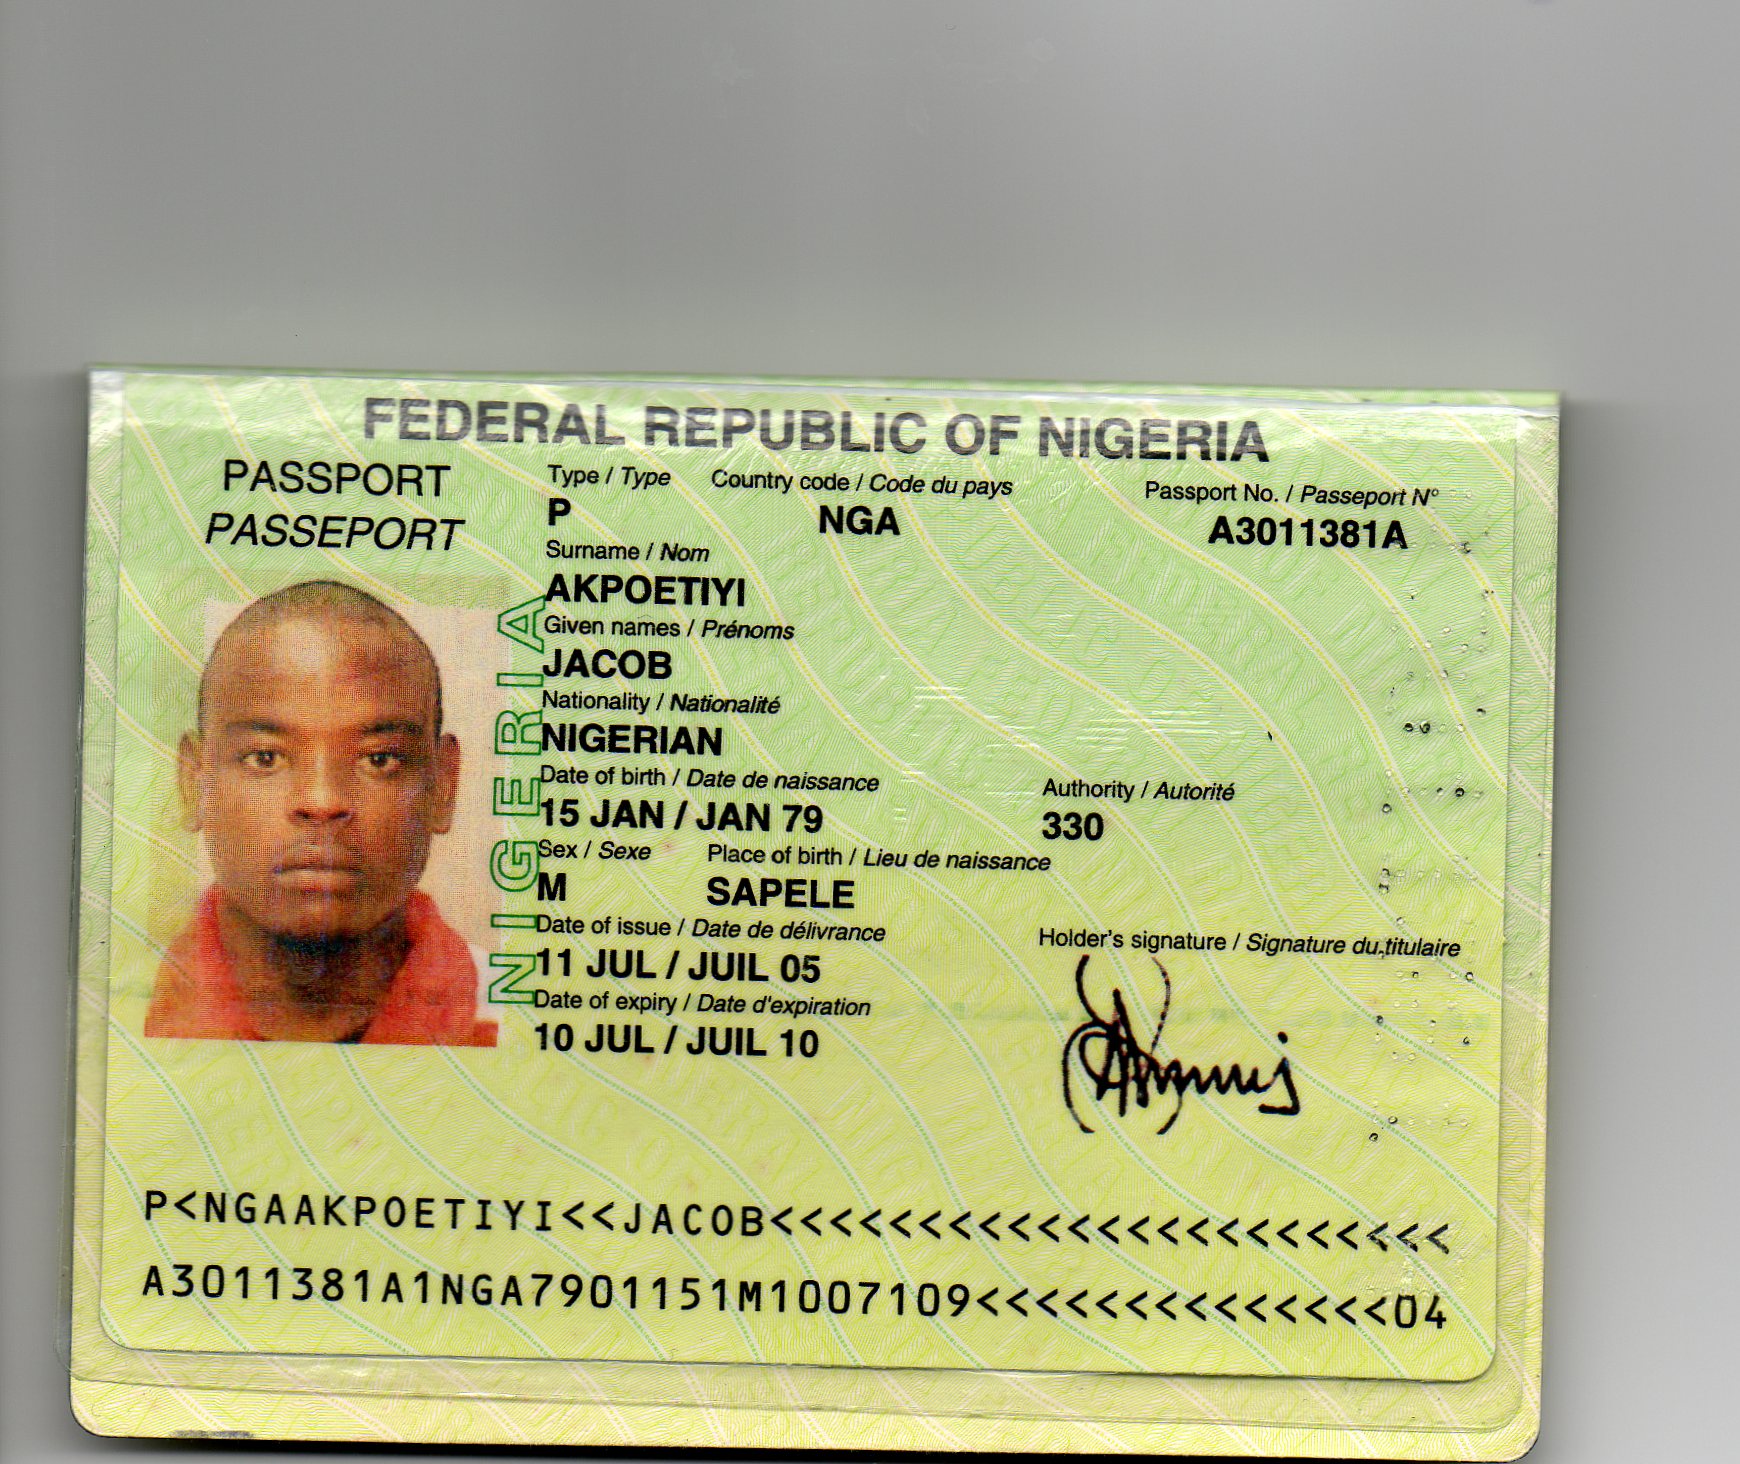 FEDERAL REPUBLIC OF NIGERIA
PASSPORT
PASSEPORT
Type / Type Country code / Code du pays Passport No. / Passeport N°
P NGA A3011381A
Surname / Nom
AKPOETIYI
Given names / Prénoms
JACOB
Nationality / Nationalité
NIGERIAN
Date of birth / Date de naissance Authority / Autorité
15 JAN / JAN 79 330
Sex / Sexe Place of birth / Lieu de naissance
M SAPELE
Date of issue / Date de délivrance Holder's signature / Signature du titulaire
11 JUL / JUIL 05
Date of expiry / Date d'expiration
10 JUL / JUIL 10
NIGERIA
P<NGAAKPOETIYI<<JACOB<<<<<<<<<<<<<<<<<<<<<<<
A3011381A1NGA7901151M1007109<<<<<<<<<<<<<<04